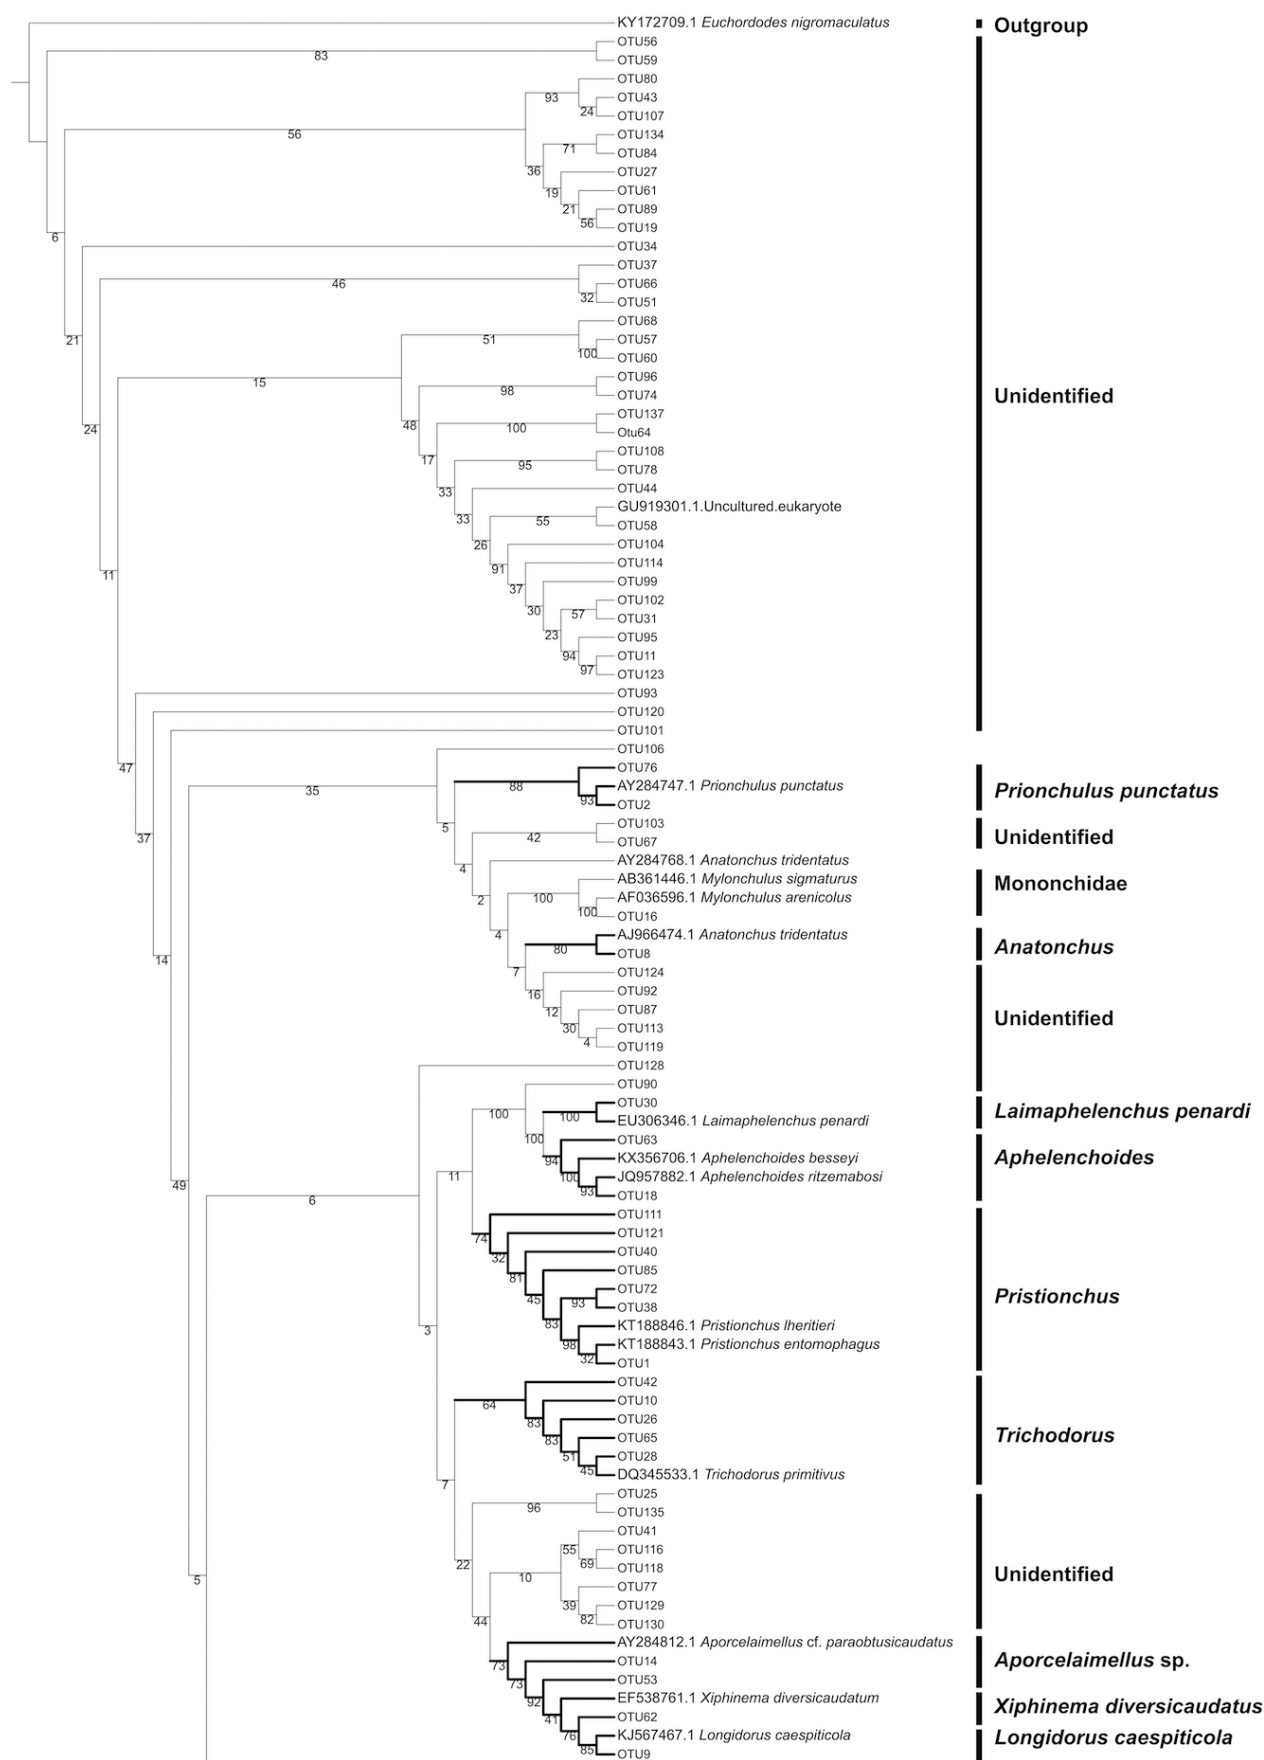 KY172709.1 Euchordodes nigromaculatus
Outgroup
OTU56
83
OTU59
OTU80
93
OTU43
24
OTU107
56
OTU134
71
OTU84
36
OTU27
19
OTU61
21
OTU89
56
OTU19
6
OTU34
OTU37
46
OTU66
32
OTU51
21
OTU68
51
OTU57
100
OTU60
15
OTU96
98
OTU74
Unidentified
48
OTU137
100
Otu64
24
17
OTU108
95
OTU78
33
OTU44
33
GU919301.1.Uncultured.eukaryote
55
OTU58
26
OTU104
91
OTU114
11
37
OTU99
30
OTU102
57
OTU31
23
OTU95
94
OTU11
97
OTU123
OTU93
OTU120
OTU101
OTU106
47
OTU76
88
AY284747.1 Prionchulus punctatus
35
93
Prionchulus punctatus
OTU2
5
OTU103
37
42
Unidentified
OTU67
4
AY284768.1 Anatonchus tridentatus
AB361446.1 Mylonchulus sigmaturus
Mononchidae
2
100
AF036596.1 Mylonchulus arenicolus
100
OTU16
4
AJ966474.1 Anatonchus tridentatus
80
Anatonchus
OTU8
14
7
OTU124
16
OTU92
12
OTU87
Unidentified
30
OTU113
4
OTU119
OTU128
OTU90
100
OTU30
100
Laimaphelenchus penardi
EU306346.1 Laimaphelenchus penardi
100
OTU63
94
KX356706.1 Aphelenchoides besseyi
Aphelenchoides
11
100
JQ957882.1 Aphelenchoides ritzemabosi
49
93
OTU18
6
OTU111
74
OTU121
32
OTU40
81
OTU85
45
OTU72
93
Pristionchus
OTU38
83
KT188846.1 Pristionchus lheritieri
3
98
KT188843.1 Pristionchus entomophagus
32
OTU1
OTU42
64
OTU10
83
OTU26
83
OTU65
Trichodorus
51
OTU28
45
DQ345533.1 Trichodorus primitivus
7
OTU25
96
OTU135
OTU41
55
OTU116
22
69
OTU118
Unidentified
5
10
OTU77
39
OTU129
82
44
OTU130
AY284812.1 Aporcelaimellus cf. paraobtusicaudatus
73
OTU14
Aporcelaimellus sp.
73
OTU53
92
EF538761.1 Xiphinema diversicaudatum
Xiphinema diversicaudatus
41
OTU62
76
KJ567467.1 Longidorus caespiticola
Longidorus caespiticola
85
OTU9